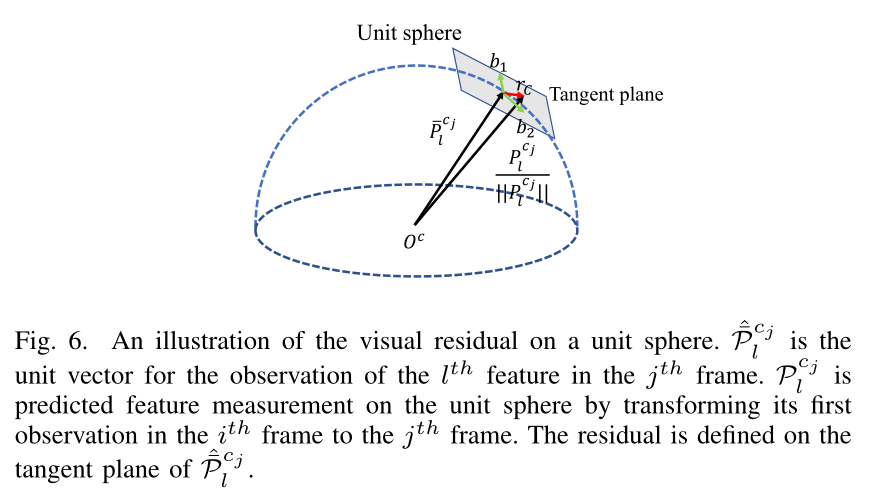 Unit sphere
b₁
r_C
Tangent plane
P̄_l^{c_j}
b₂
P_l^{c_j}
||P_l^{c_j}||
O^c
Fig. 6. An illustration of the visual residual on a unit sphere. $\hat{\bar{\mathcal{P}}}_l^{c_j}$ is the
unit vector for the observation of the $l^{th}$ feature in the $j^{th}$ frame. $\mathcal{P}_l^{c_j}$ is
predicted feature measurement on the unit sphere by transforming its first
observation in the $i^{th}$ frame to the $j^{th}$ frame. The residual is defined on the
tangent plane of $\hat{\bar{\mathcal{P}}}_l^{c_j}$.